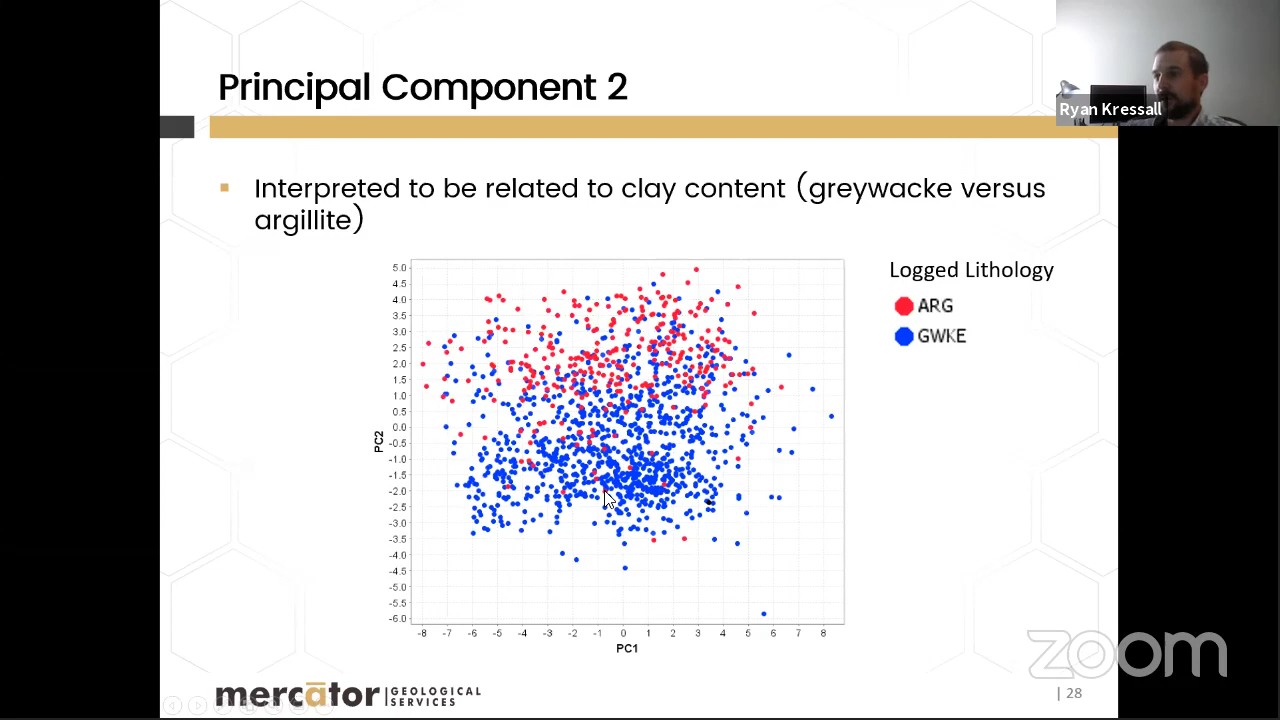 Principal Component 2
Ryan Kressall
▪ Interpreted to be related to clay content (greywacke versus
argillite)
Logged Lithology
ARG
GWKE
5.0
4.5
4.0
3.5
3.0
2.5
2.0
1.5
1.0
0.5
0.0
-0.5
-1.0
-1.5
-2.0
-2.5
-3.0
-3.5
-4.0
-4.5
-5.0
-5.5
-6.0
PC2
-8 -7 -6 -5 -4 -3 -2 -1 0 1 2 3 4 5 6 7 8
PC1
zoom
mercator GEOLOGICAL
SERVICES
| 28